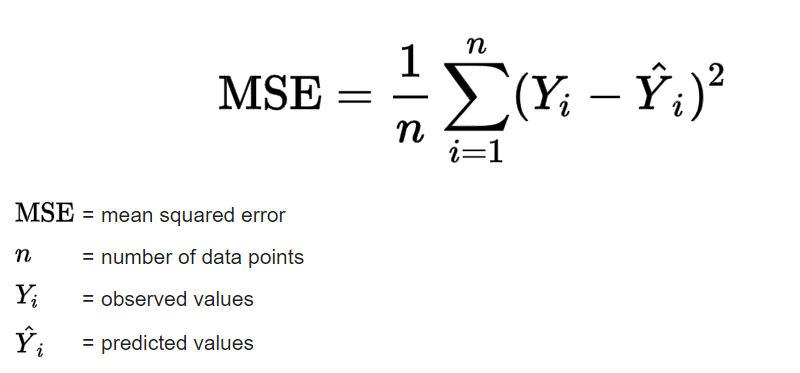 MSE = 1/n ∑_{i=1}^{n} (Y_i − Ŷ_i)²
MSE = mean squared error
n = number of data points
Y_i = observed values
Ŷ_i = predicted values